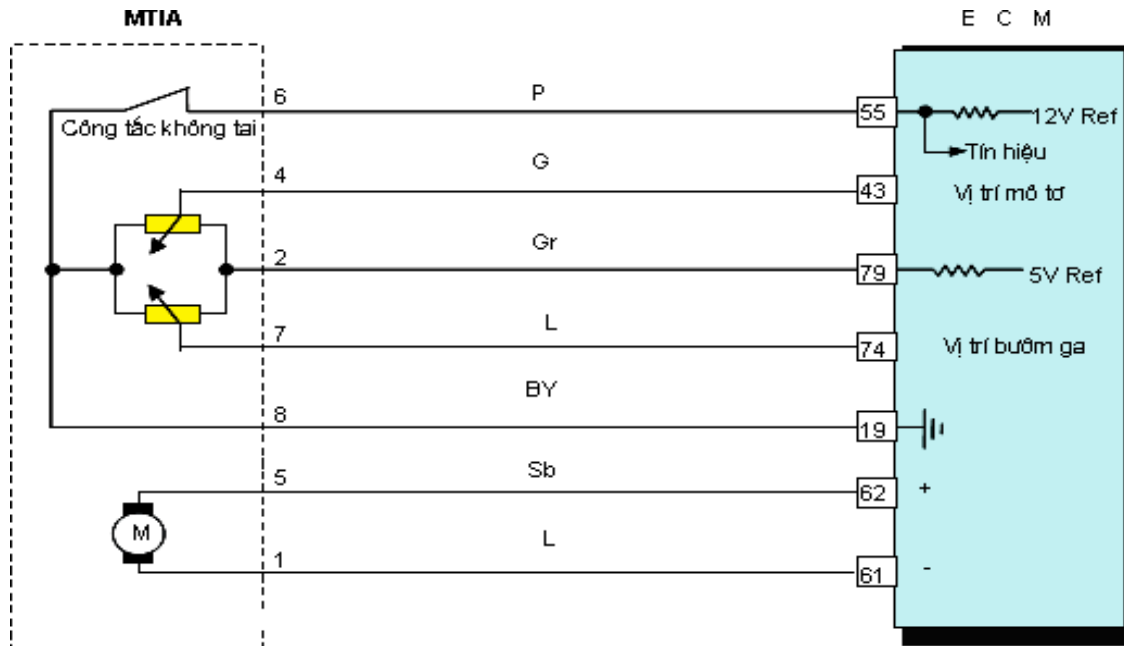 MTIA
E C M
6
P
55
12V Ref
Công tắc không tai
Tín hiệu
4
G
43
Vị trí mô tơ
2
Gr
79
5V Ref
7
L
74
Vị trí bướm ga
8
BY
19
5
Sb
62
+
M
1
L
61
-